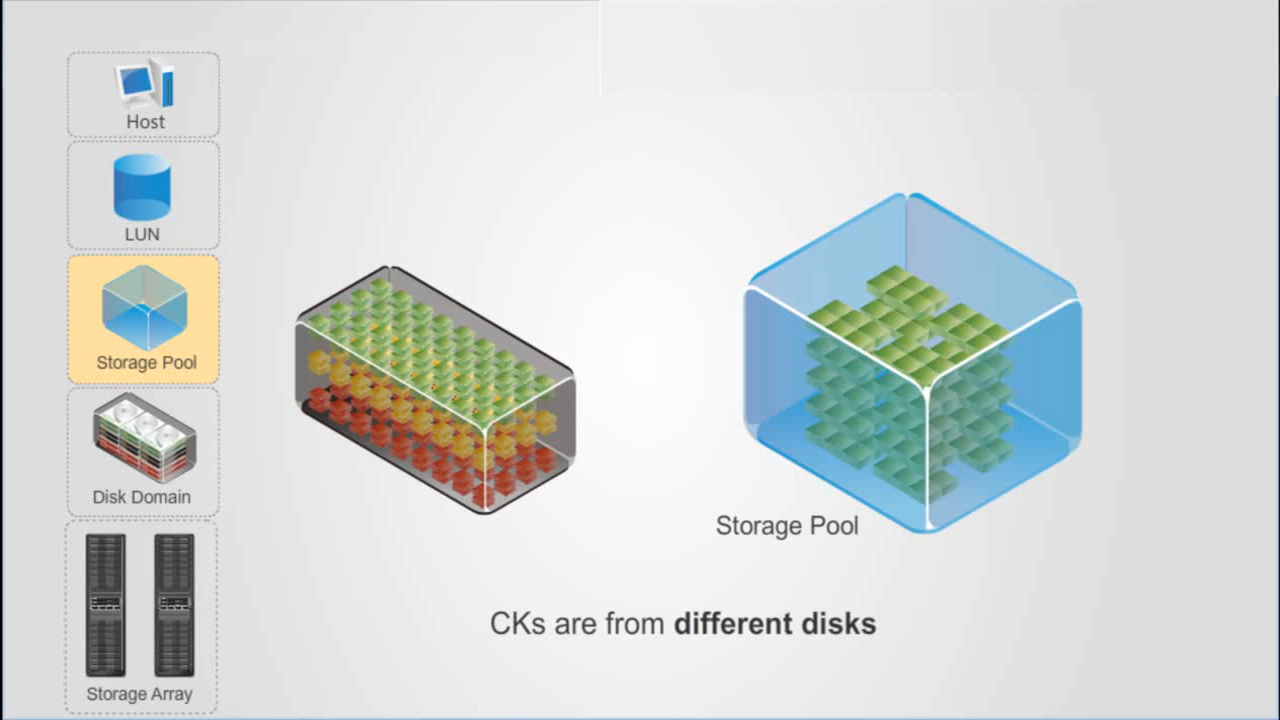 Host
LUN
Storage Pool
Disk Domain
Storage Array
Storage Pool
CKs are from different disks